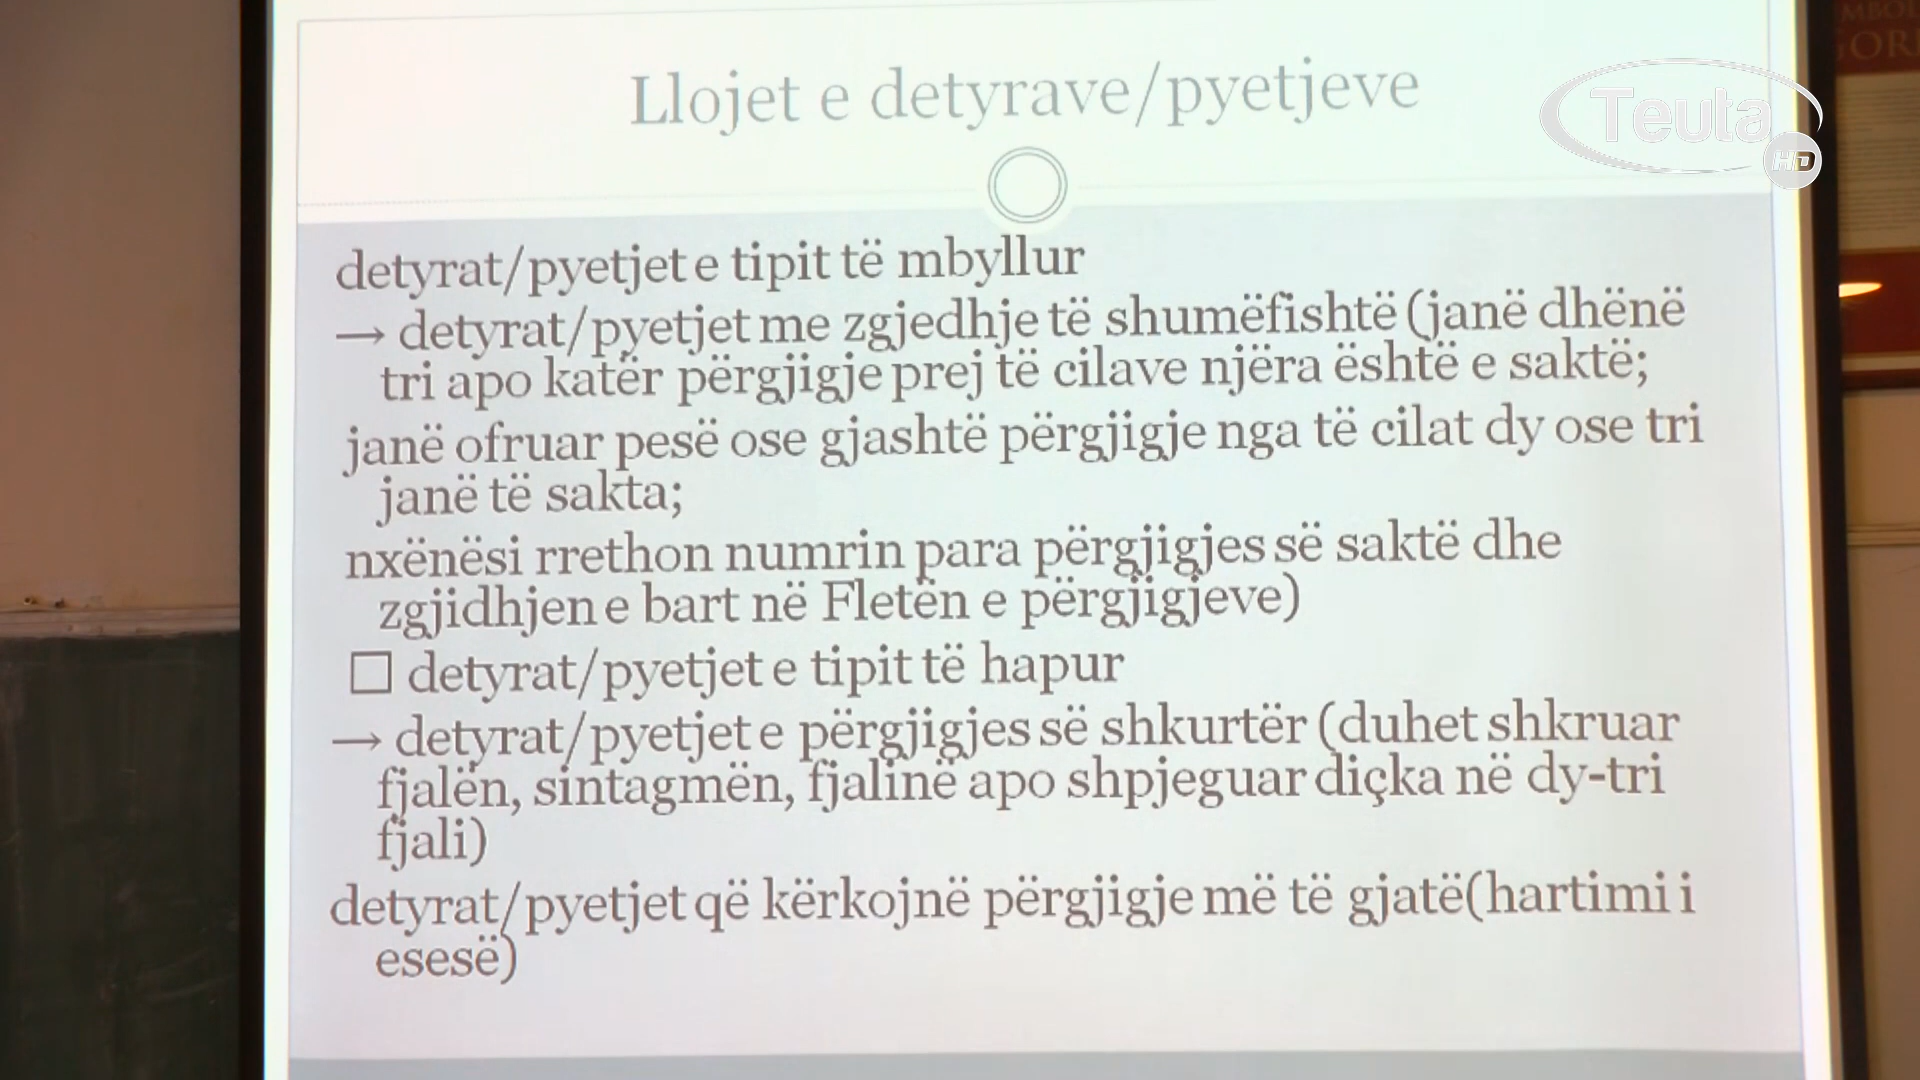 Llojet e detyrave/pyetjeve
Teuta
HD
detyrat/pyetjet e tipit të mbyllur
→ detyrat/pyetjet me zgjedhje të shumëfishtë (janë dhënë
tri apo katër përgjigje prej të cilave njëra është e saktë;
janë ofruar pesë ose gjashtë përgjigje nga të cilat dy ose tri
janë të sakta;
nxënësi rrethon numrin para përgjigjes së saktë dhe
zgjidhjen e bart në Fletën e përgjigjeve)
☐ detyrat/pyetjet e tipit të hapur
→ detyrat/pyetjet e përgjigjes së shkurtër (duhet shkruar
fjalën, sintagmën, fjalinë apo shpjeguar diçka në dy-tri
fjali)
detyrat/pyetjet që kërkojnë përgjigje më të gjatë(hartimi i
esesë)